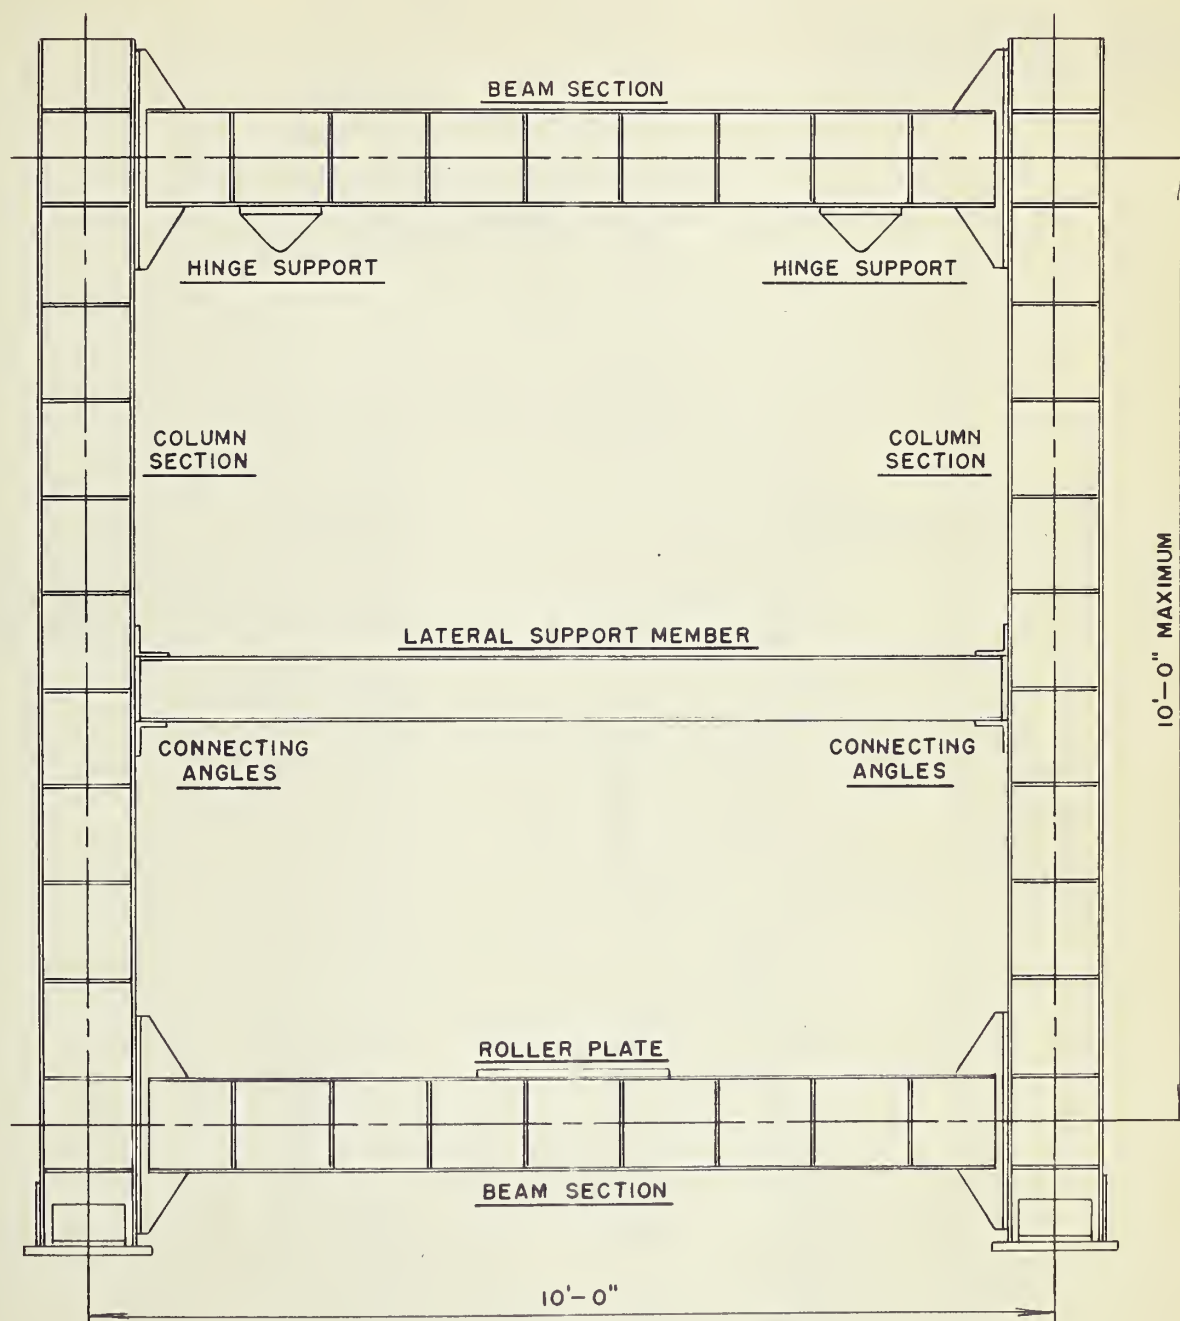 BEAM SECTION
HINGE SUPPORT
HINGE SUPPORT
COLUMN
SECTION
COLUMN
SECTION
10'-0" MAXIMUM
LATERAL SUPPORT MEMBER
CONNECTING
ANGLES
CONNECTING
ANGLES
ROLLER PLATE
BEAM SECTION
10'-0"